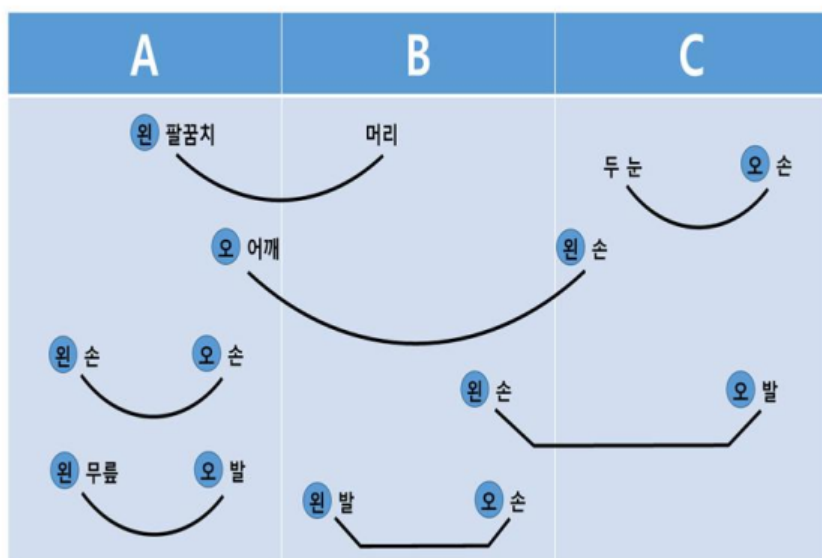 A B C
왼 팔꿈치 머리
두 눈 오 손
오 어깨 왼 손
왼 손 오 손
왼 손 오 발
왼 무릎 오 발
왼 발 오 손